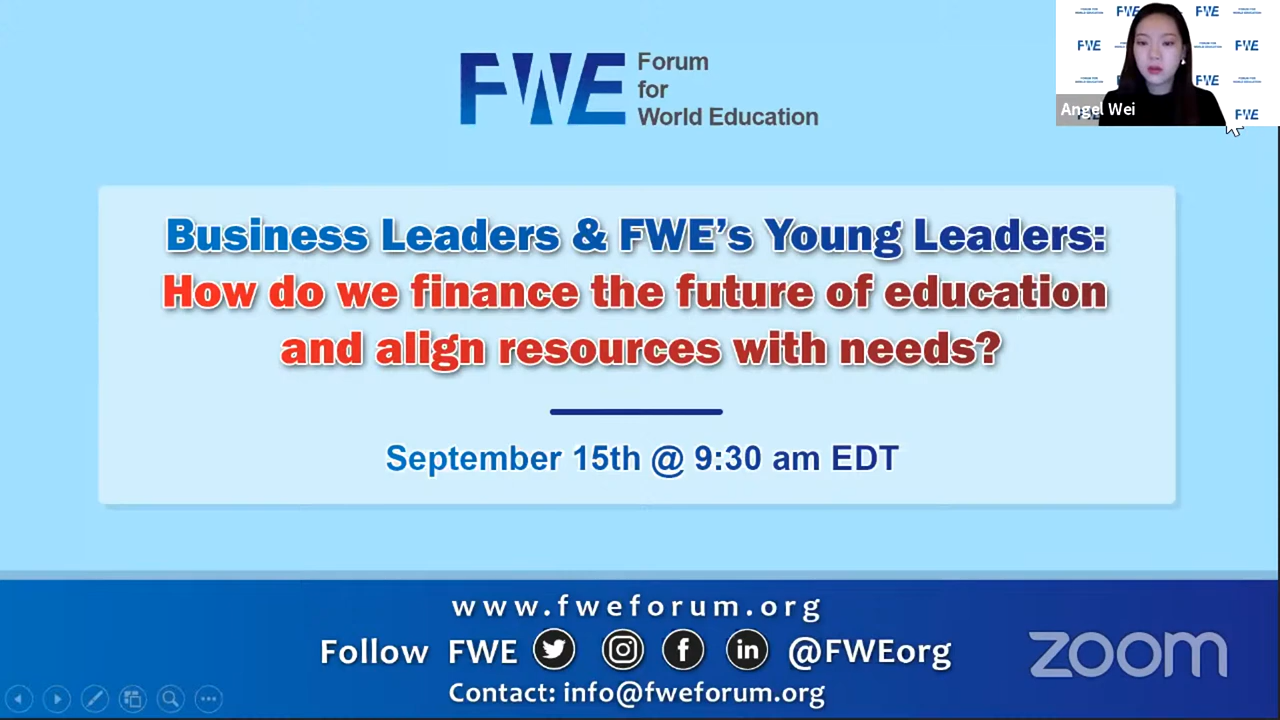 FWE
Forum
for
World Education
Angel Wei
Business Leaders & FWE's Young Leaders:
How do we finance the future of education
and align resources with needs?
September 15th @ 9:30 am EDT
www.fweforum.org
Follow FWE @FWEorg
Contact: info@fweforum.org
zoom